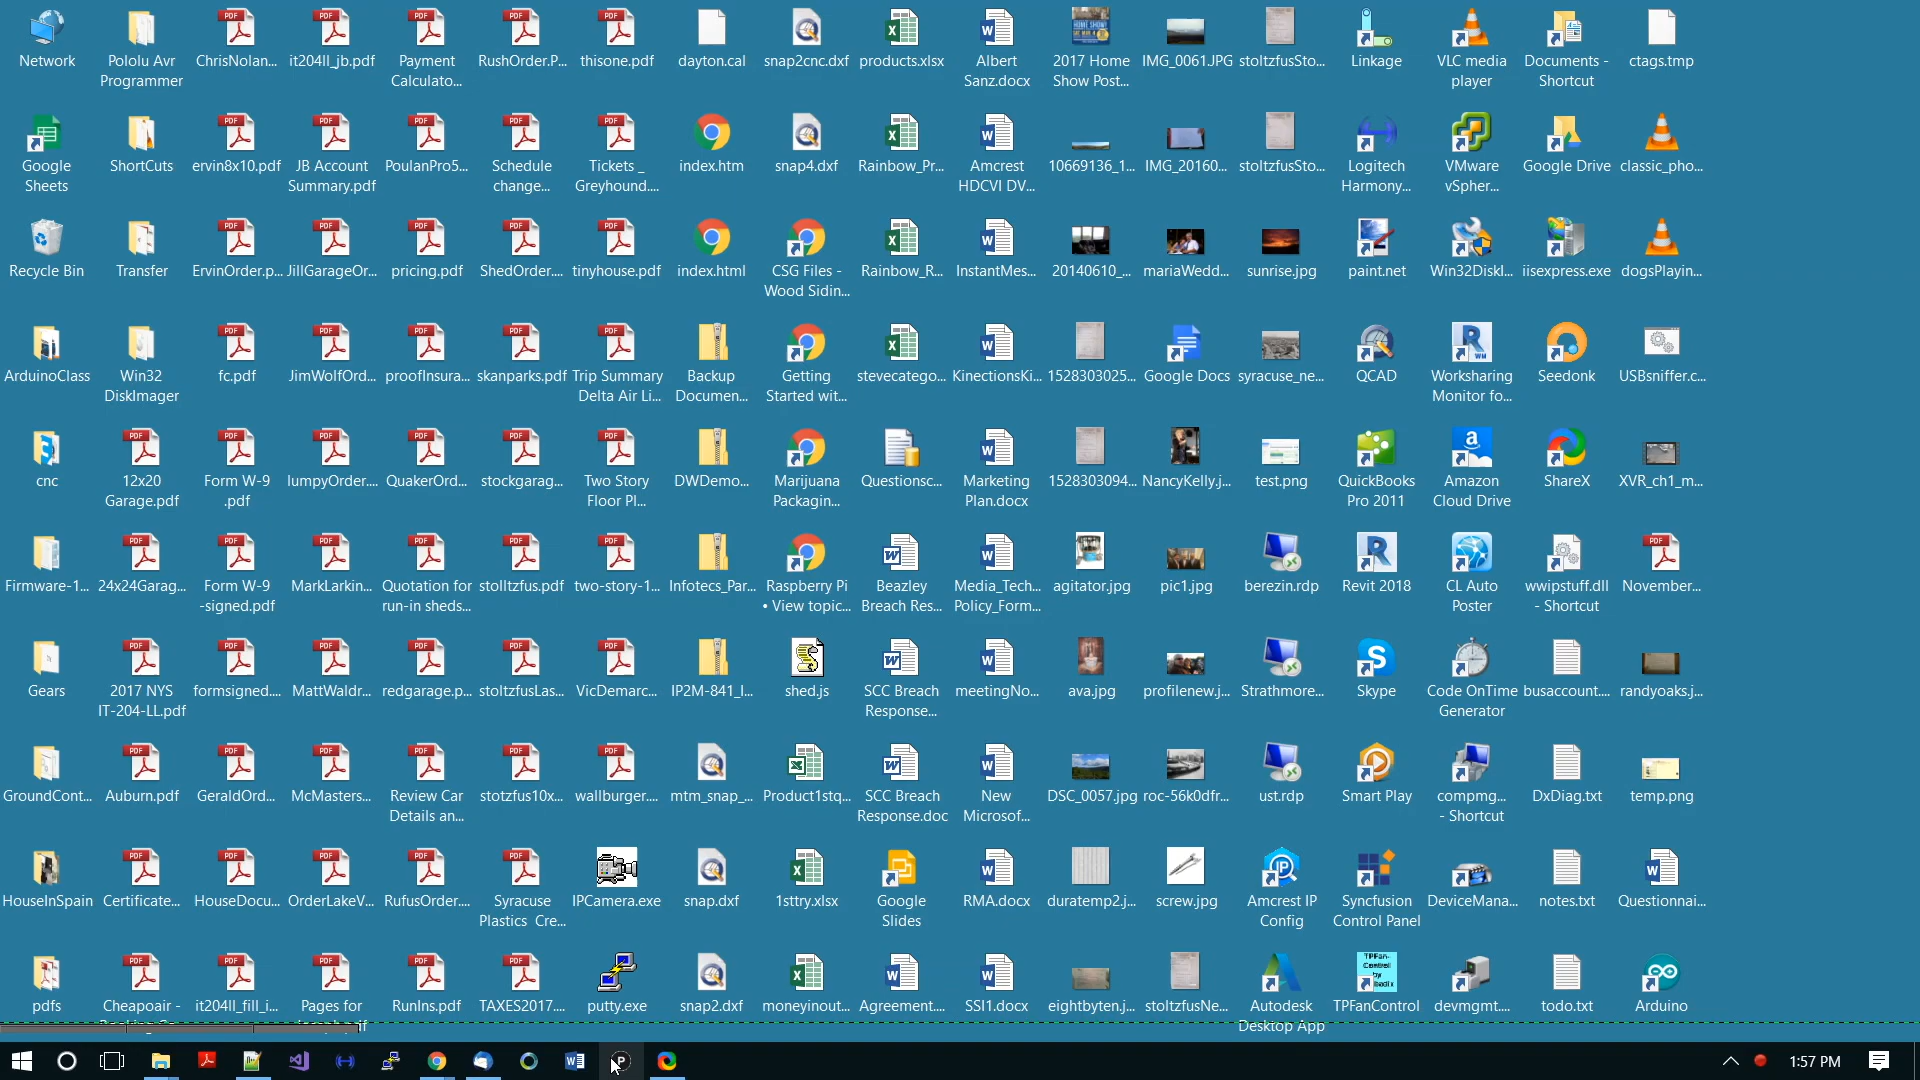 Network
Pololu Avr
Programmer
ChrisNolan...
it204ll_jb.pdf
Payment
Calculato...
RushOrder.P...
thisone.pdf
dayton.cal
snap2cnc.dxf
products.xlsx
Albert
Sanz.docx
2017 Home
Show Post...
IMG_0061.JPG
stoltzfusSto...
Linkage
VLC media
player
Documents -
Shortcut
ctags.tmp
Google
Sheets
ShortCuts
ervin8x10.pdf
JB Account
Summary.pdf
PoulanPro5...
Schedule
change...
Tickets _
Greyhound....
index.htm
snap4.dxf
Rainbow_Pr...
Amcrest
HDCVI DV...
10669136_1...
IMG_20160...
stoltzfusSto...
Logitech
Harmony...
VMware
vSpher...
Google Drive
classic_pho...
Recycle Bin
Transfer
ErvinOrder.p...
JillGarageOr...
pricing.pdf
ShedOrder....
tinyhouse.pdf
index.html
CSG Files -
Wood Sidin...
Rainbow_R...
InstantMes...
20140610_...
mariaWedd...
sunrise.jpg
paint.net
Win32DiskI...
iisexpress.exe
dogsPlayin...
ArduinoClass
Win32
DiskImager
fc.pdf
JimWolfOrd...
proofInsura...
skanparks.pdf
Trip Summary
Delta Air Li...
Backup
Documen...
Getting
Started wit...
stevecatego...
KinectionsKi...
1528303025...
Google Docs
syracuse_ne...
QCAD
Worksharing
Monitor fo...
Seedonk
USBsniffer.c...
cnc
12x20
Garage.pdf
Form W-9
.pdf
lumpyOrder....
QuakerOrd...
stockgarag...
Two Story
Floor Pl...
DWDemo...
Marijuana
Packagin...
Questionsc...
Marketing
Plan.docx
1528303094...
NancyKelly.j...
test.png
QuickBooks
Pro 2011
Amazon
Cloud Drive
ShareX
XVR_ch1_m...
Firmware-1...
24x24Garag...
Form W-9
-signed.pdf
MarkLarkin...
Quotation for
run-in sheds...
stolltzfus.pdf
two-story-1...
Infotecs_Par...
Raspberry Pi
• View topic...
Beazley
Breach Res...
Media_Tech...
Policy_Form...
agitator.jpg
pic1.jpg
berezin.rdp
Revit 2018
CL Auto
Poster
wwipstuff.dll
- Shortcut
November...
Gears
2017 NYS
IT-204-LL.pdf
formsigned....
MattWaldr...
redgarage.p...
stoltzfusLas...
VicDemarc...
IP2M-841_I...
shed.js
SCC Breach
Response...
meetingNo...
ava.jpg
profilenew.j...
Strathmore...
Skype
Code OnTime
Generator
busaccount....
randyoaks.j...
GroundCont...
Auburn.pdf
GeraldOrd...
McMasters...
Review Car
Details an...
stotzfus10x...
wallburger....
mtm_snap_...
Product1stq...
SCC Breach
Response.doc
New
Microsof...
DSC_0057.jpg
roc-56k0dfr...
ust.rdp
Smart Play
compmg...
- Shortcut
DxDiag.txt
temp.png
HouseInSpain
Certificate...
HouseDocu...
OrderLakeV...
RufusOrder....
Syracuse
Plastics Cre...
IPCamera.exe
snap.dxf
1sttry.xlsx
Google
Slides
RMA.docx
duratemp2.j...
screw.jpg
Amcrest IP
Config
Syncfusion
Control Panel
DeviceMana...
notes.txt
Questionnai...
pdfs
Cheapoair -
it204ll_fill_i...
Pages for
RunIns.pdf
TAXES2017....
putty.exe
snap2.dxf
moneyinout...
Agreement....
SSI1.docx
eightbyten.j...
stoltzfusNe...
Autodesk
Desktop App
TPFanControl
devmgmt....
todo.txt
Arduino
1:57 PM